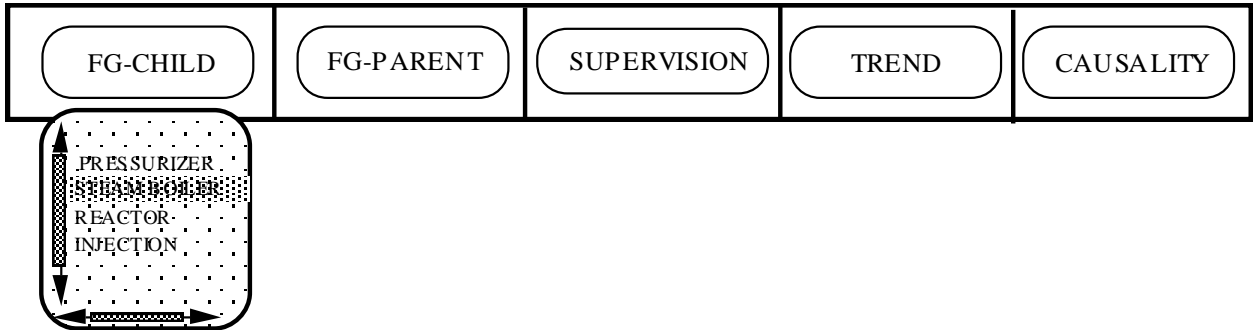 FG-CHILD
FG-PARENT
SUPERVISION
TREND
CAUSALITY
PRESSURIZER
STEAM BOILER
REACTOR
INJECTION